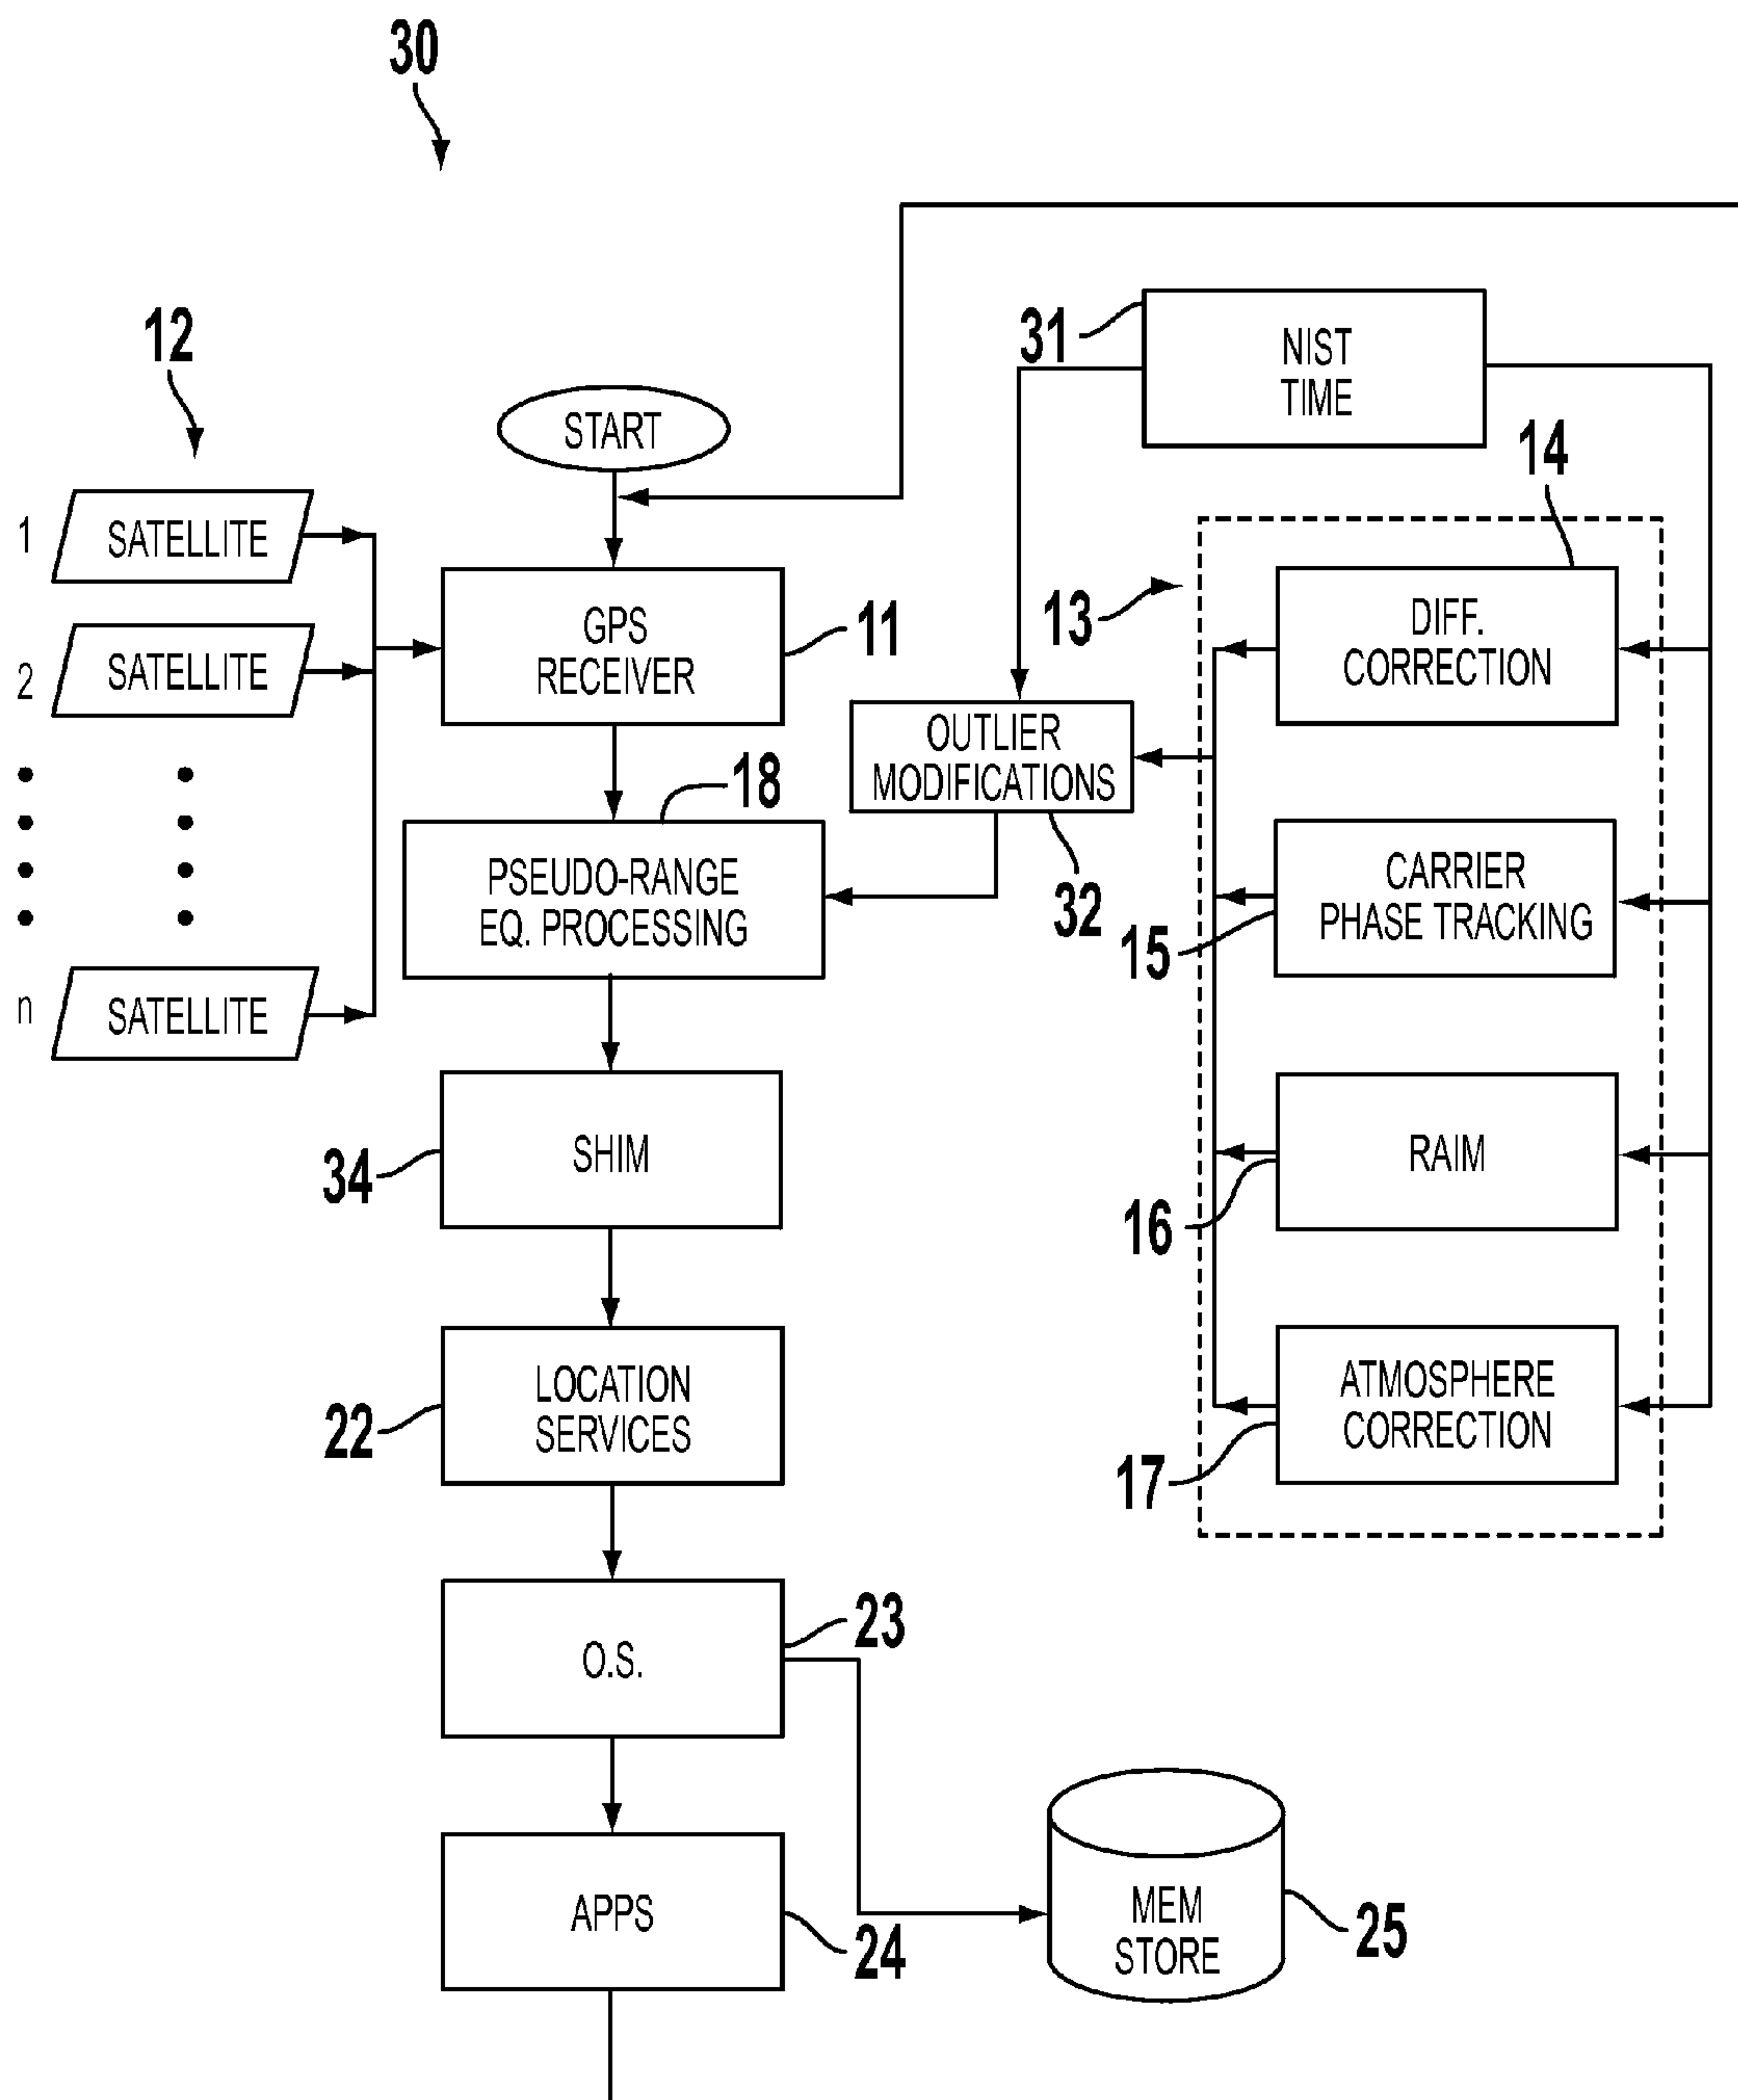 30
31
NIST
TIME
12
START
14
1
SATELLITE
GPS
RECEIVER
11
13
DIFF.
CORRECTION
2
SATELLITE
OUTLIER
MODIFICATIONS
18
PSEUDO-RANGE
EQ. PROCESSING
32
CARRIER
PHASE TRACKING
15
n
SATELLITE
SHIM
34
RAIM
16
LOCATION
SERVICES
22
ATMOSPHERE
CORRECTION
17
O.S.
23
APPS
24
MEM
STORE
25